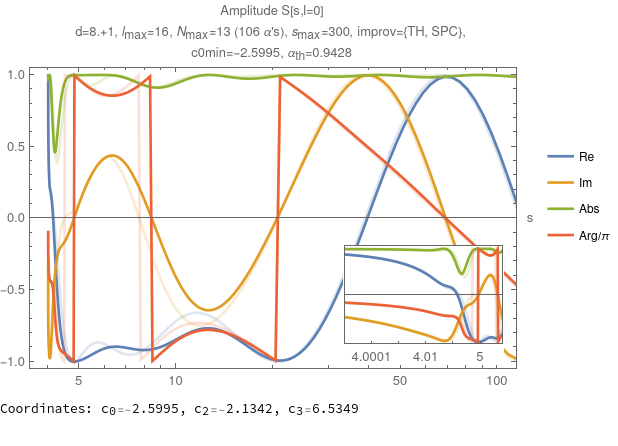 Amplitude S[s,l=0]
d=8.+1, lmax=16, Nmax=13 (106 α's), smax=300, improv={TH, SPC},
c0min=−2.5995, αth=0.9428
1.0
0.5
0.0
−0.5
−1.0
5
10
50
100
s
4.0001
4.01
5
Re
Im
Abs
Arg/π
Coordinates: c0=−2.5995, c2=−2.1342, c3=6.5349